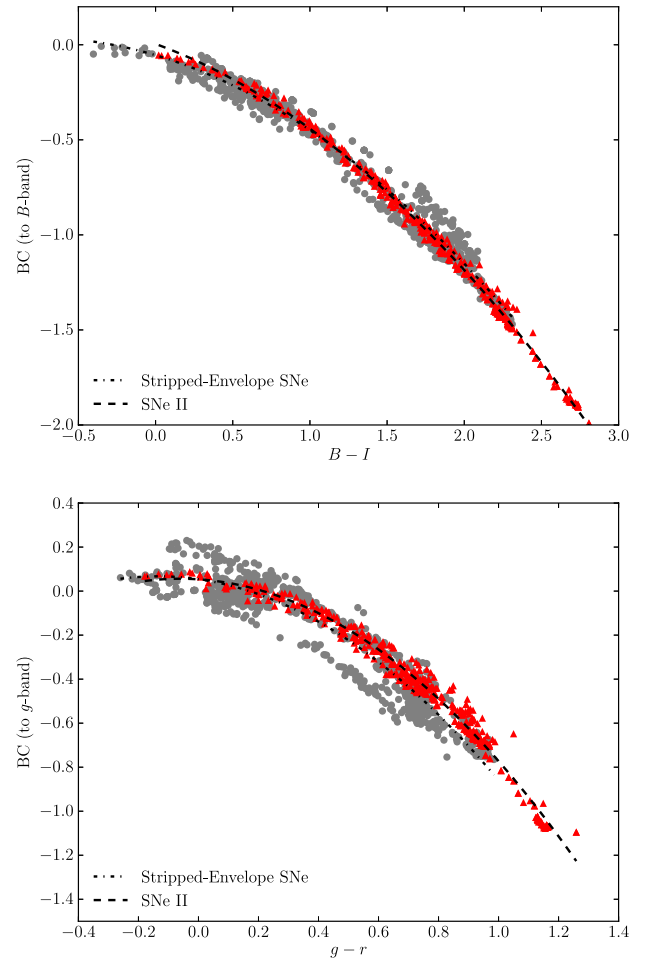 0.0
−0.5
−1.0
−1.5
−2.0
BC (to B-band)
Stripped-Envelope SNe
SNe II
−0.5 0.0 0.5 1.0 1.5 2.0 2.5 3.0
B − I
0.4
0.2
0.0
−0.2
−0.4
−0.6
−0.8
−1.0
−1.2
−1.4
BC (to g-band)
Stripped-Envelope SNe
SNe II
−0.4 −0.2 0.0 0.2 0.4 0.6 0.8 1.0 1.2 1.4
g − r